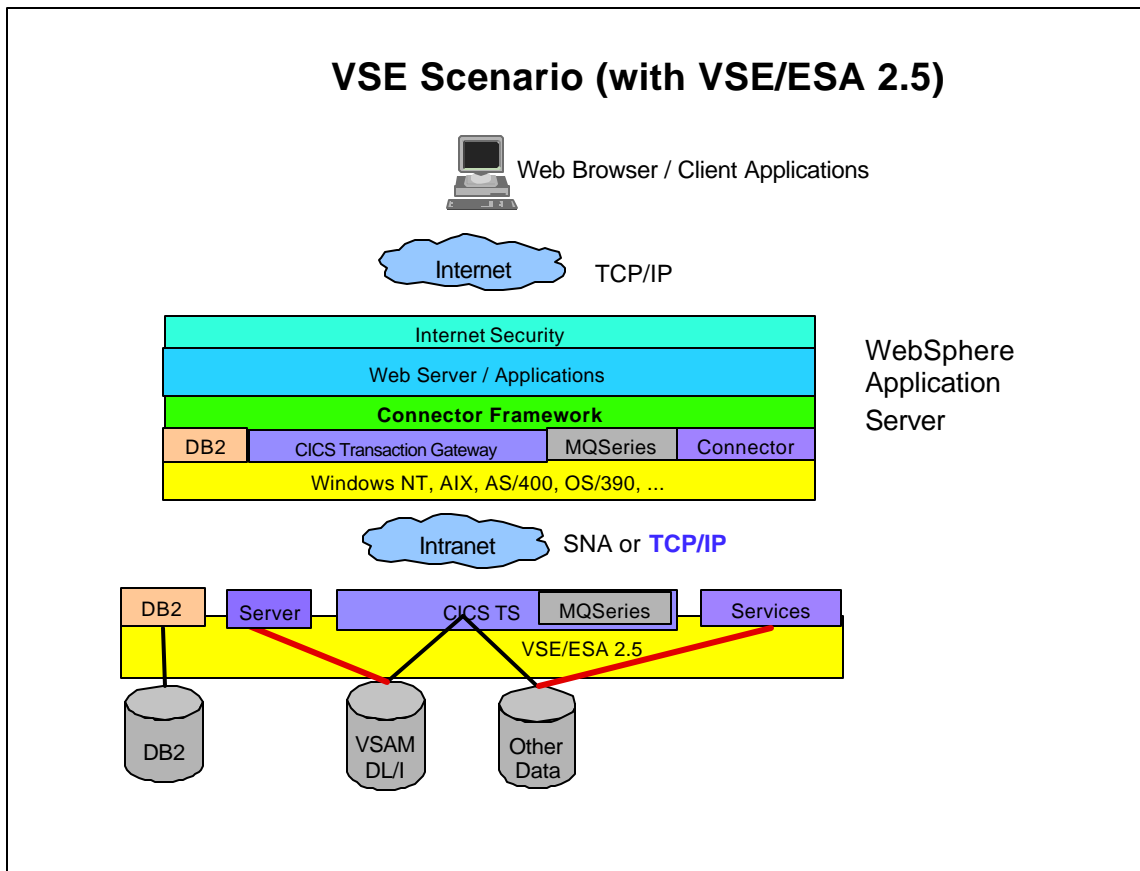 VSE Scenario (with VSE/ESA 2.5)
Web Browser / Client Applications
Internet
TCP/IP
Internet Security
Web Server / Applications
Connector Framework
DB2
CICS Transaction Gateway
MQSeries
Connector
Windows NT, AIX, AS/400, OS/390, ...
WebSphere
Application
Server
Intranet
SNA or TCP/IP
DB2
Server
CICS TS
MQSeries
Services
VSE/ESA 2.5
DB2
VSAM
DL/I
Other
Data